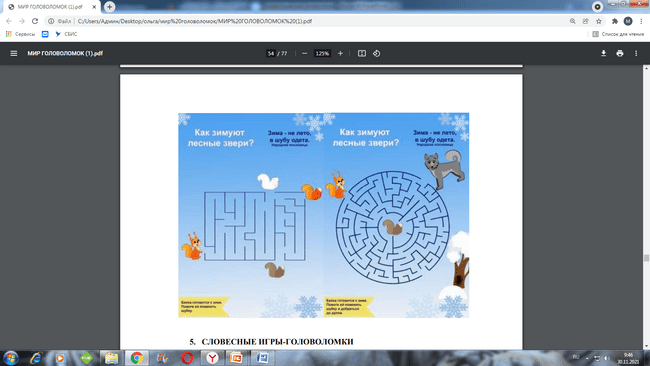 МИР ГОЛОВОЛОМОК (1).pdf
Файл | C:/Users/Админ/Desktop/ольга/мир%20головоломок/МИР%20ГОЛОВОЛОМОК%20(1).pdf
Сервисы СБИС Список для чтения
МИР ГОЛОВОЛОМОК (1).pdf 54 / 77 125%
Как зимуют
лесные звери?
Зима - не лето,
в шубу одета.
Народная пословица
Белка готовится к зиме.
Помоги ей поменять
шубку
Как зимуют
лесные звери?
Зима - не лето,
в шубу одета.
Народная пословица
Белка готовится к зиме.
Помоги ей поменять
шубку и добраться
до дупла
5. СЛОВЕСНЫЕ ИГРЫ-ГОЛОВОЛОМКИ
RU 9:46
30.11.2021